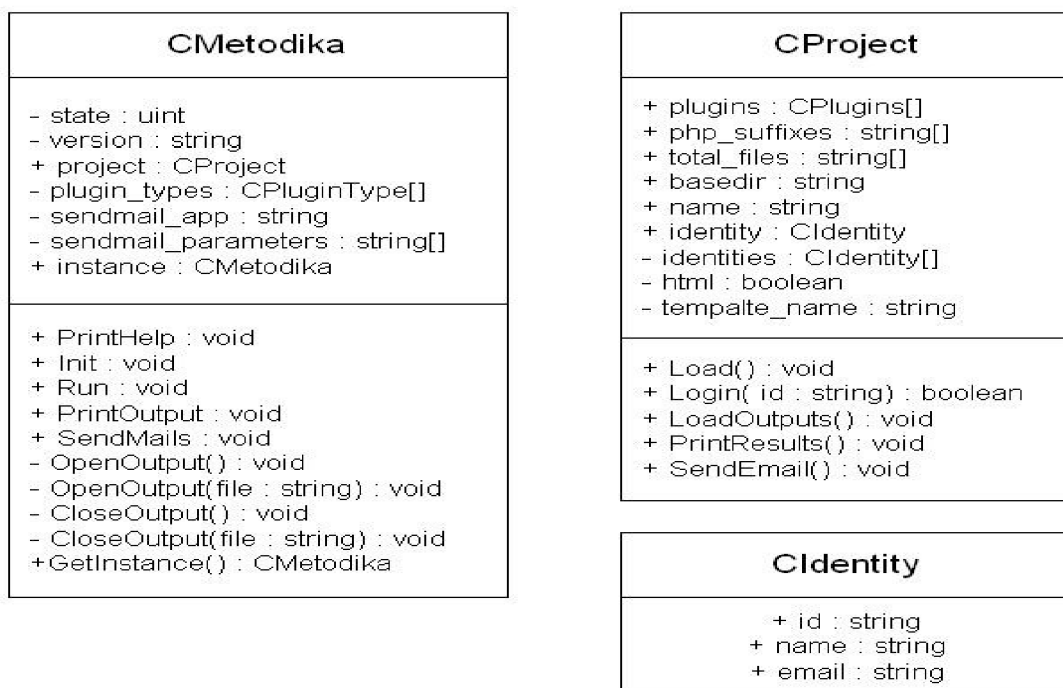 CMetodika
- state : uint
- version : string
+ project : CProject
- plugin_types : CPluginType[]
- sendmail_app : string
- sendmail_parameters : string[]
+ instance : CMetodika
+ PrintHelp : void
+ Init : void
+ Run : void
+ PrintOutput : void
+ SendMails : void
- OpenOutput() : void
- OpenOutput(file : string) : void
- CloseOutput() : void
- CloseOutput(file : string) : void
+GetInstance() : CMetodika
CProject
+ plugins : CPlugins[]
+ php_suffixes : string[]
+ total_files : string[]
+ basedir : string
+ name : string
+ identity : CIdentity
- identities : CIdentity[]
- html : boolean
- tempalte_name : string
+ Load() : void
+ Login( id : string) : boolean
+ LoadOutputs() : void
+ PrintResults() : void
+ SendEmail() : void
CIdentity
+ id : string
+ name : string
+ email : string